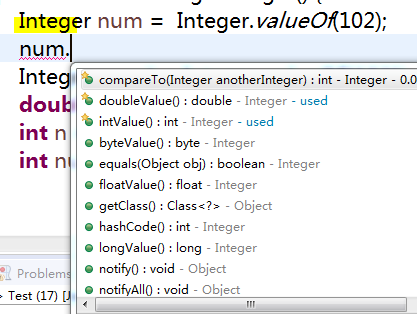 Integer num = Integer.valueOf(102);
num.
Integ
doub
int n
int nu
compareTo(Integer anotherInteger) : int - Integer - 0.0
doubleValue() : double - Integer - used
intValue() : int - Integer - used
byteValue() : byte - Integer
equals(Object obj) : boolean - Integer
floatValue() : float - Integer
getClass() : Class<?> - Object
hashCode() : int - Integer
longValue() : long - Integer
notify() : void - Object
notifyAll() : void - Object
Problems
Test (17) [J